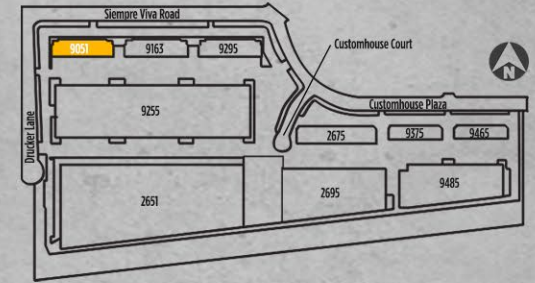 Siempre Viva Road
9051
9163
9295
Customhouse Court
N
9255
Customhouse Plaza
Drucker Lane
2675
9375
9465
2651
2695
9485